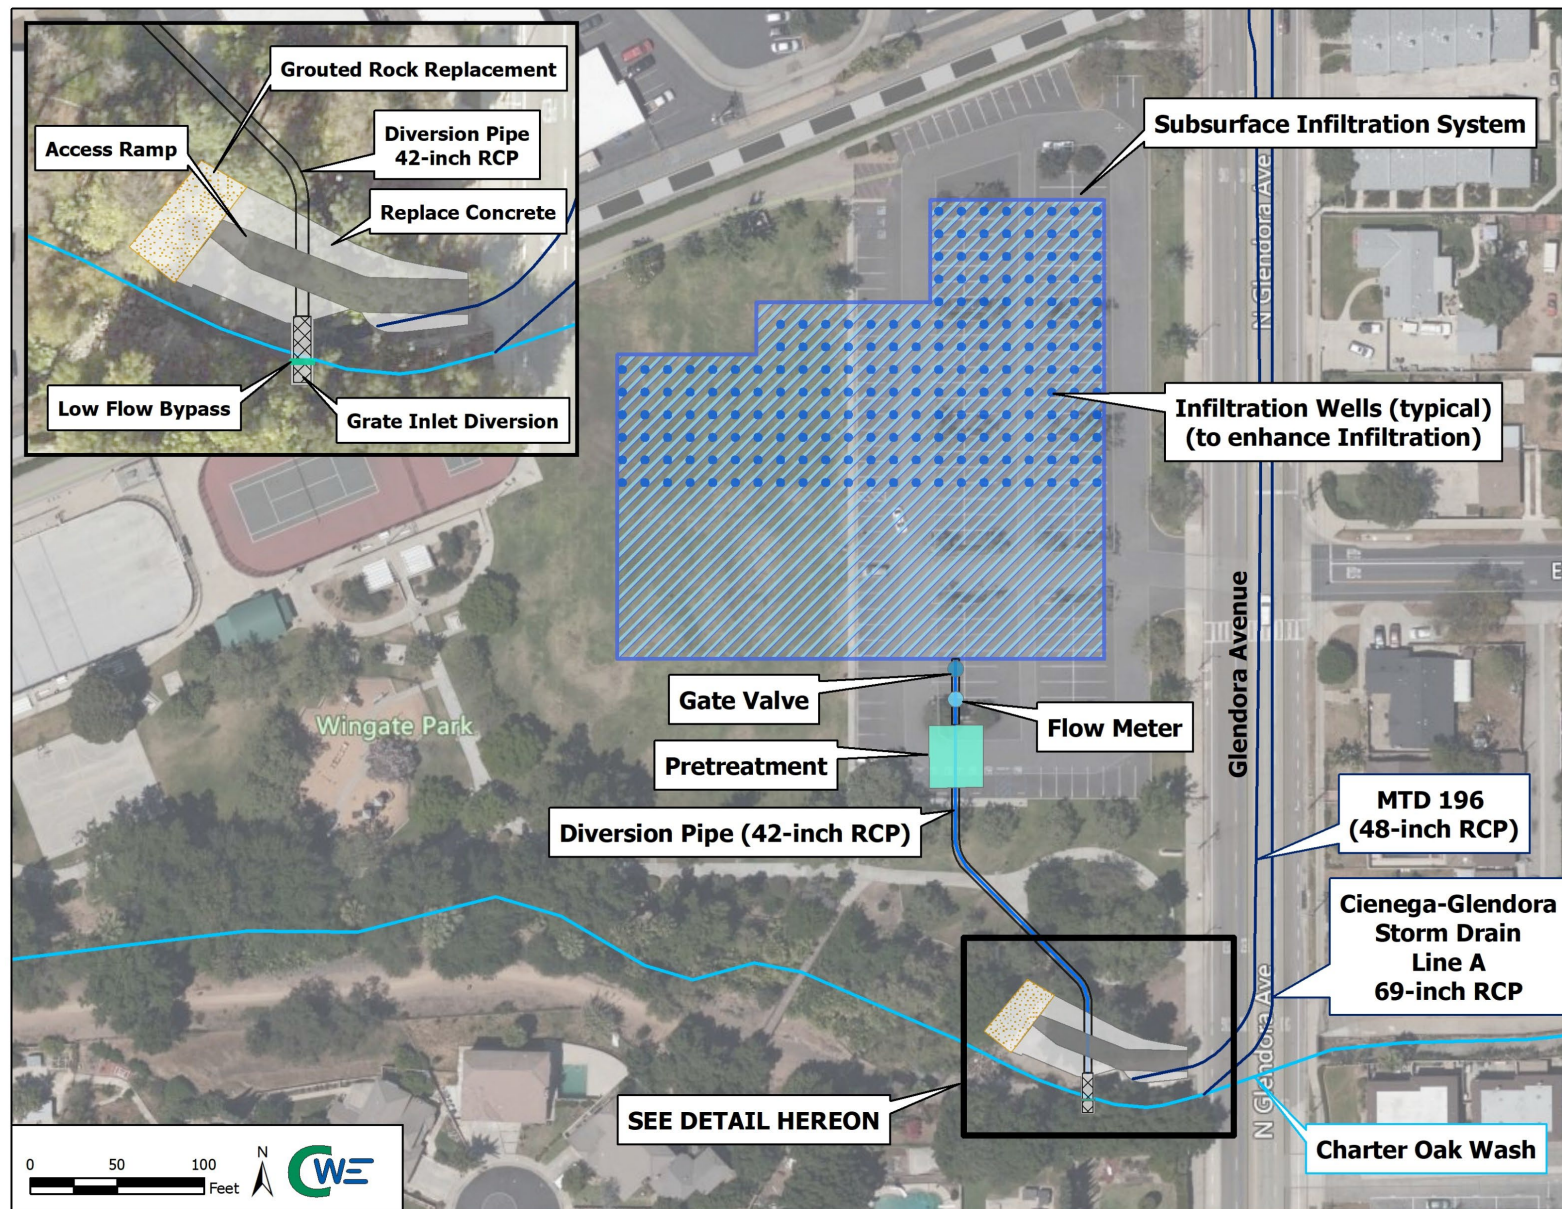 Grouted Rock Replacement
Access Ramp
Diversion Pipe
42-inch RCP
Replace Concrete
Low Flow Bypass
Grate Inlet Diversion
Subsurface Infiltration System
N Glendora Ave
Infiltration Wells (typical)
(to enhance Infiltration)
E
Glendora Avenue
Gate Valve
Flow Meter
Wingate Park
Pretreatment
Diversion Pipe (42-inch RCP)
MTD 196
(48-inch RCP)
Cienega-Glendora
Storm Drain
Line A
69-inch RCP
N Glendora Ave
SEE DETAIL HEREON
Charter Oak Wash
0 50 100
Feet
N
CWE